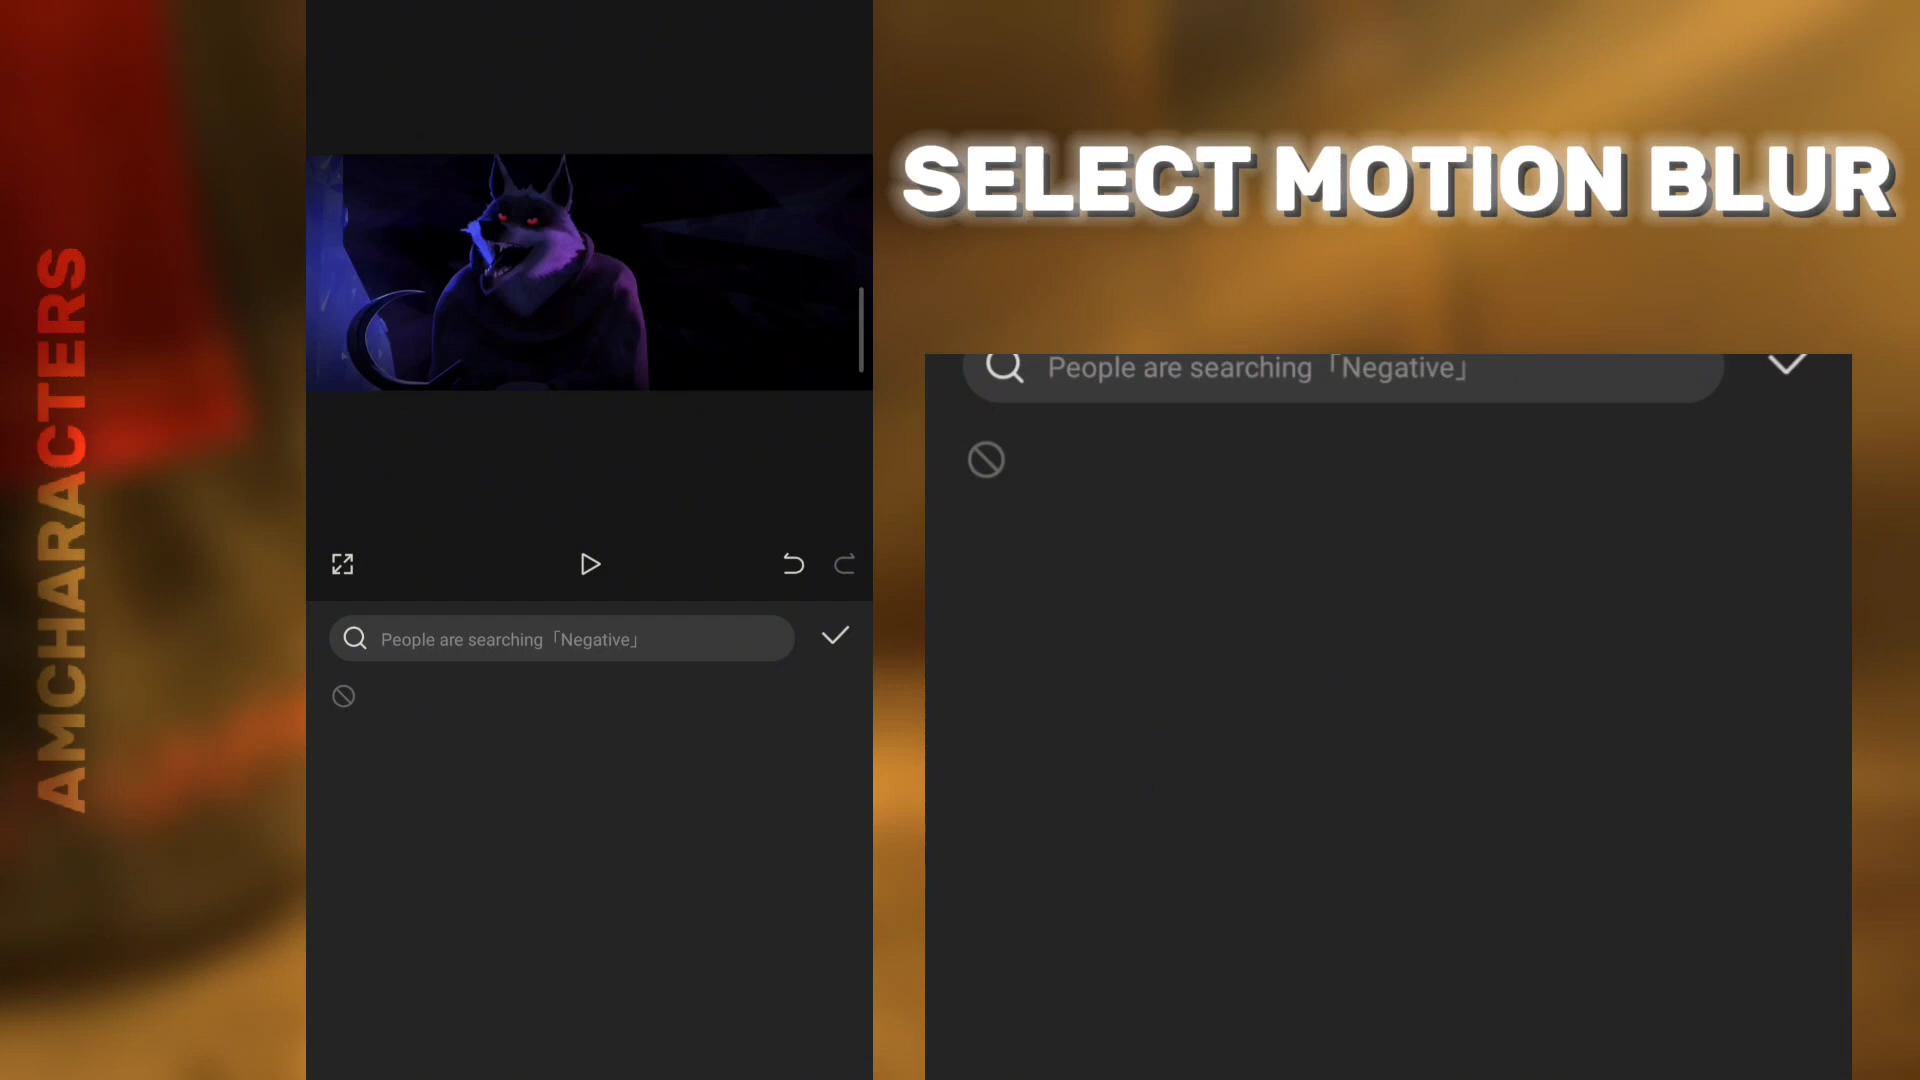 AMCHARACTERS
SELECT MOTION BLUR
People are searching「Negative」
People are searching「Negative」